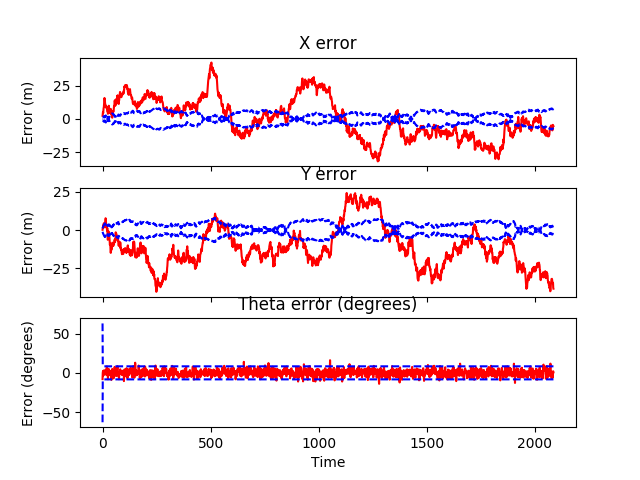 X error
Error (m)
25
0
−25
Y error
Error (m)
25
0
−25
Theta error (degrees)
Error (degrees)
50
0
−50
0 500 1000 1500 2000
Time